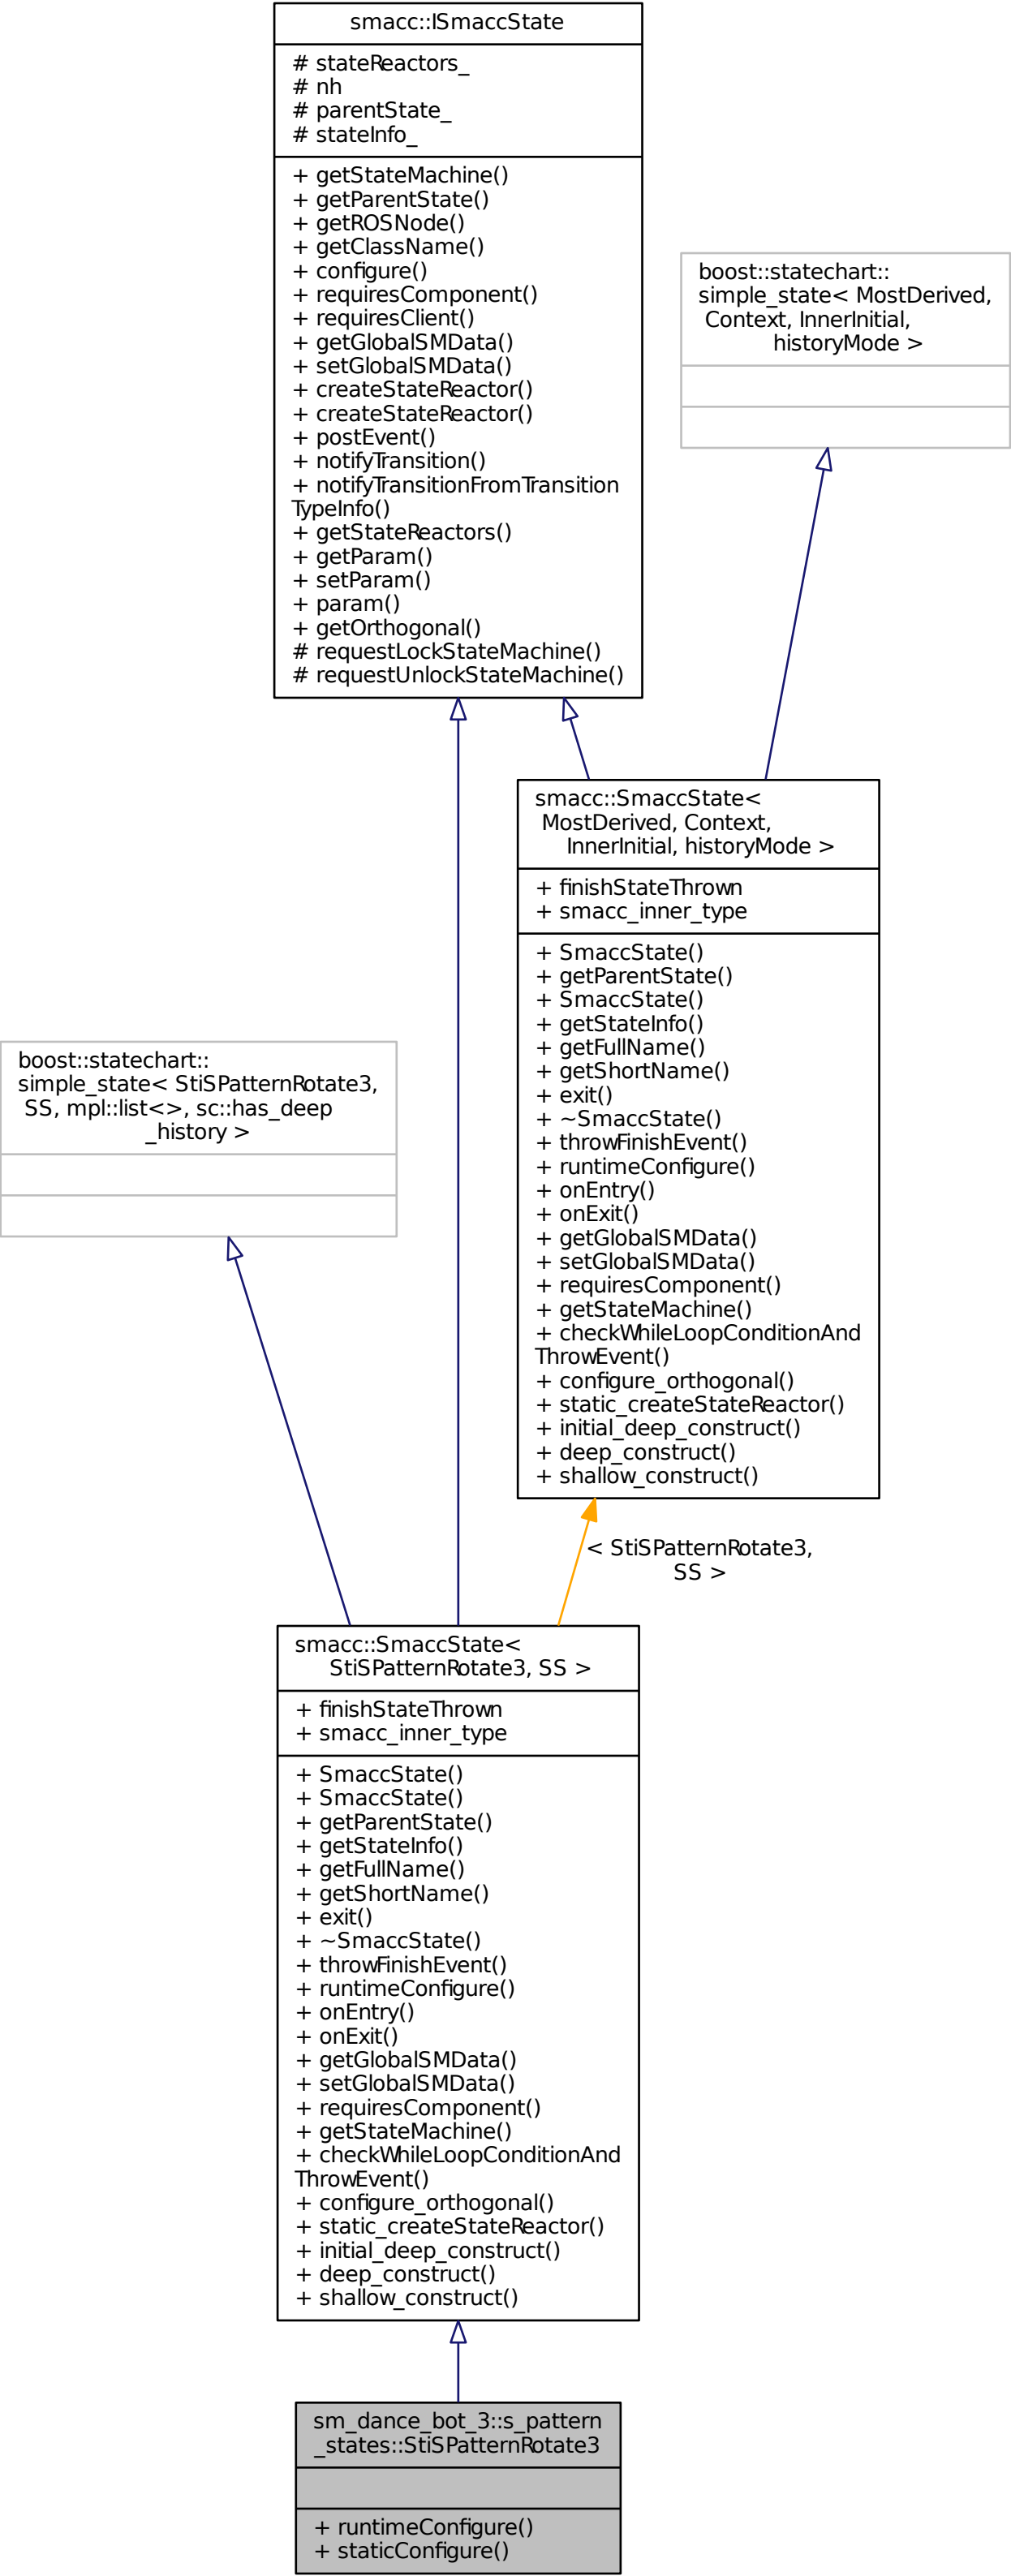 smacc::ISmaccState
# stateReactors_
# nh
# parentState_
# stateInfo_
+ getStateMachine()
+ getParentState()
+ getROSNode()
+ getClassName()
+ configure()
+ requiresComponent()
+ requiresClient()
+ getGlobalSMData()
+ setGlobalSMData()
+ createStateReactor()
+ createStateReactor()
+ postEvent()
+ notifyTransition()
+ notifyTransitionFromTransition
TypeInfo()
+ getStateReactors()
+ getParam()
+ setParam()
+ param()
+ getOrthogonal()
# requestLockStateMachine()
# requestUnlockStateMachine()
boost::statechart::
simple_state< MostDerived,
Context, InnerInitial,
historyMode >
smacc::SmaccState<
MostDerived, Context,
InnerInitial, historyMode >
+ finishStateThrown
+ smacc_inner_type
+ SmaccState()
+ getParentState()
+ SmaccState()
+ getStateInfo()
+ getFullName()
+ getShortName()
+ exit()
+ ~SmaccState()
+ throwFinishEvent()
+ runtimeConfigure()
+ onEntry()
+ onExit()
+ getGlobalSMData()
+ setGlobalSMData()
+ requiresComponent()
+ getStateMachine()
+ checkWhileLoopConditionAnd
ThrowEvent()
+ configure_orthogonal()
+ static_createStateReactor()
+ initial_deep_construct()
+ deep_construct()
+ shallow_construct()
boost::statechart::
simple_state< StiSPatternRotate3,
SS, mpl::list<>, sc::has_deep
_history >
< StiSPatternRotate3,
SS >
smacc::SmaccState<
StiSPatternRotate3, SS >
+ finishStateThrown
+ smacc_inner_type
+ SmaccState()
+ SmaccState()
+ getParentState()
+ getStateInfo()
+ getFullName()
+ getShortName()
+ exit()
+ ~SmaccState()
+ throwFinishEvent()
+ runtimeConfigure()
+ onEntry()
+ onExit()
+ getGlobalSMData()
+ setGlobalSMData()
+ requiresComponent()
+ getStateMachine()
+ checkWhileLoopConditionAnd
ThrowEvent()
+ configure_orthogonal()
+ static_createStateReactor()
+ initial_deep_construct()
+ deep_construct()
+ shallow_construct()
sm_dance_bot_3::s_pattern
_states::StiSPatternRotate3
+ runtimeConfigure()
+ staticConfigure()